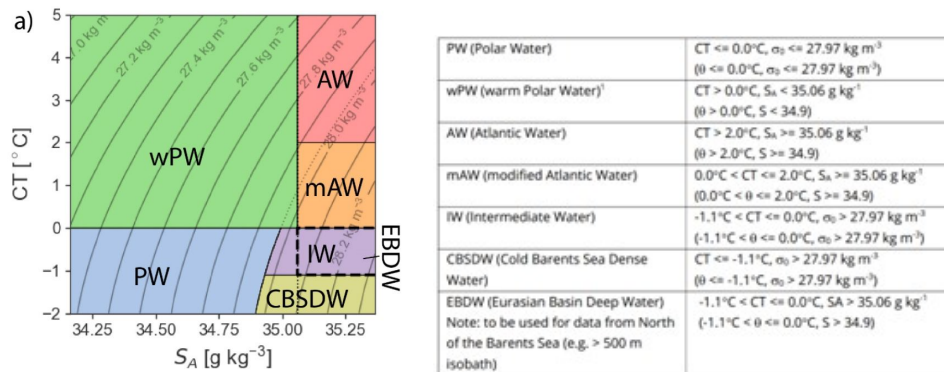 a)
5
4
3
2
1
0
−1
−2
CT [°C]
27.2 kg m⁻³
27.4 kg m⁻³
27.6 kg m⁻³
27.8 kg m⁻³
28.0 kg m⁻³
28.2 kg m⁻³
AW
wPW
mAW
IW
EBDW
PW
CBSDW
34.25 34.50 34.75 35.00 35.25
S_A [g kg⁻³]
PW (Polar Water)
CT <= 0.0°C, σ₀ <= 27.97 kg m⁻³
(θ <= 0.0°C, σ₀ <= 27.97 kg m⁻³)
wPW (warm Polar Water)¹
CT > 0.0°C, S_A < 35.06 g kg⁻¹
(θ > 0.0°C, S < 34.9)
AW (Atlantic Water)
CT > 2.0°C, S_A >= 35.06 g kg⁻¹
(θ > 2.0°C, S >= 34.9)
mAW (modified Atlantic Water)
0.0°C < CT <= 2.0°C, S_A >= 35.06 g kg⁻¹
(0.0°C < θ <= 2.0°C, S >= 34.9)
IW (Intermediate Water)
-1.1°C < CT <= 0.0°C, σ₀ > 27.97 kg m⁻³
(-1.1°C < θ <= 0.0°C, σ₀ > 27.97 kg m⁻³)
CBSDW (Cold Barents Sea Dense
Water)
CT <= -1.1°C, σ₀ > 27.97 kg m⁻³
(θ <= -1.1°C, σ₀ > 27.97 kg m⁻³)
EBDW (Eurasian Basin Deep Water)
Note: to be used for data from North
of the Barents Sea (e.g. > 500 m
isobath)
-1.1°C < CT <= 0.0°C, SA > 35.06 g kg⁻¹
(-1.1°C < θ <= 0.0°C, S > 34.9)